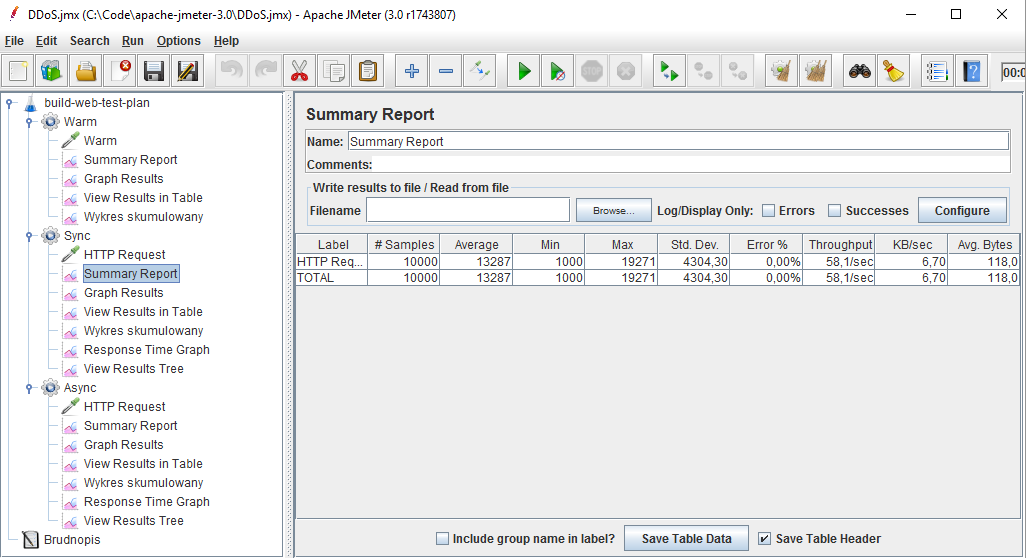 DDoS.jmx (C:\Code\apache-jmeter-3.0\DDoS.jmx) - Apache JMeter (3.0 r1743807)
File Edit Search Run Options Help
STOP
00:0
build-web-test-plan
Warm
Warm
Summary Report
Graph Results
View Results in Table
Wykres skumulowany
Sync
HTTP Request
Summary Report
Graph Results
View Results in Table
Wykres skumulowany
Response Time Graph
View Results Tree
Async
HTTP Request
Summary Report
Graph Results
View Results in Table
Wykres skumulowany
Response Time Graph
View Results Tree
Brudnopis
Summary Report
Name: Summary Report
Comments:
Write results to file / Read from file
Filename Browse... Log/Display Only: Errors Successes Configure
Label # Samples Average Min Max Std. Dev. Error % Throughput KB/sec Avg. Bytes
HTTP Req... 10000 13287 1000 19271 4304,30 0,00% 58,1/sec 6,70 118,0
TOTAL 10000 13287 1000 19271 4304,30 0,00% 58,1/sec 6,70 118,0
Include group name in label? Save Table Data Save Table Header